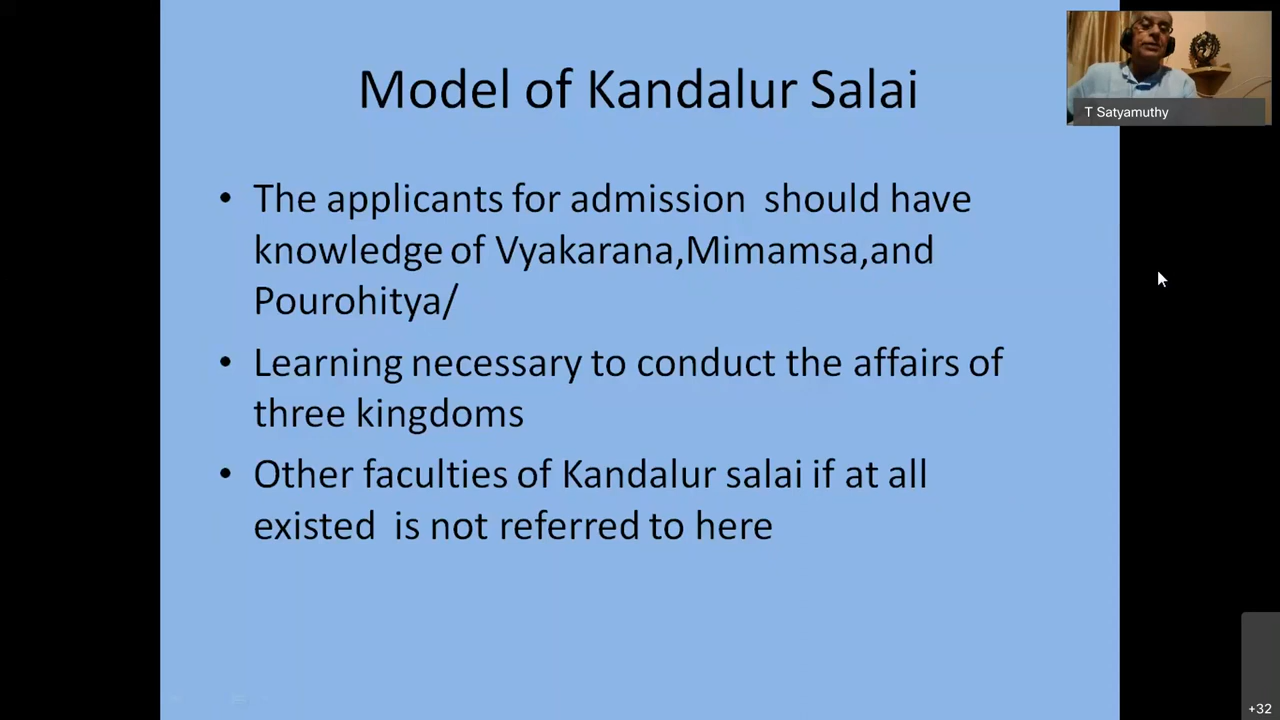 Model of Kandalur Salai
• The applicants for admission should have
knowledge of Vyakarana,Mimamsa,and
Pourohitya/
• Learning necessary to conduct the affairs of
three kingdoms
• Other faculties of Kandalur salai if at all
existed is not referred to here
T Satyamuthy
+32